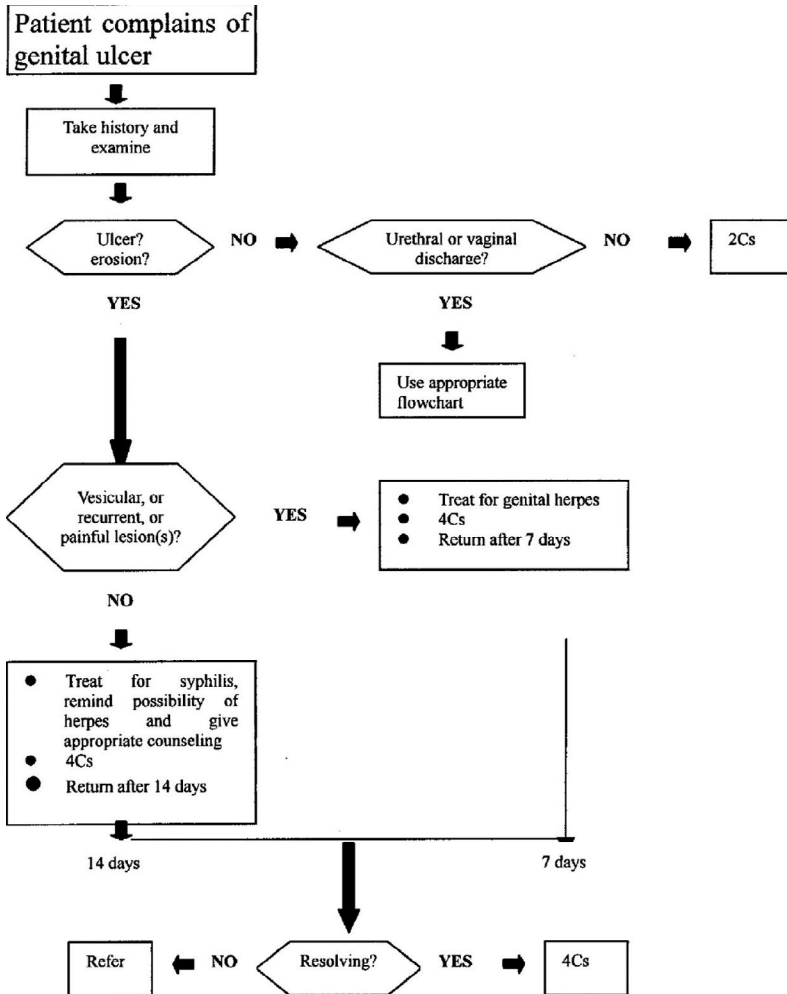 Patient complains of
genital ulcer
Take history and
examine
Ulcer?
erosion?
NO
Urethral or vaginal
discharge?
NO
2Cs
YES
YES
Use appropriate
flowchart
Vesicular, or
recurrent, or
painful lesion(s)?
YES
● Treat for genital herpes
● 4Cs
● Return after 7 days
NO
● Treat for syphilis,
remind possibility of
herpes and give
appropriate counseling
● 4Cs
● Return after 14 days
14 days
7 days
Refer
NO
Resolving?
YES
4Cs